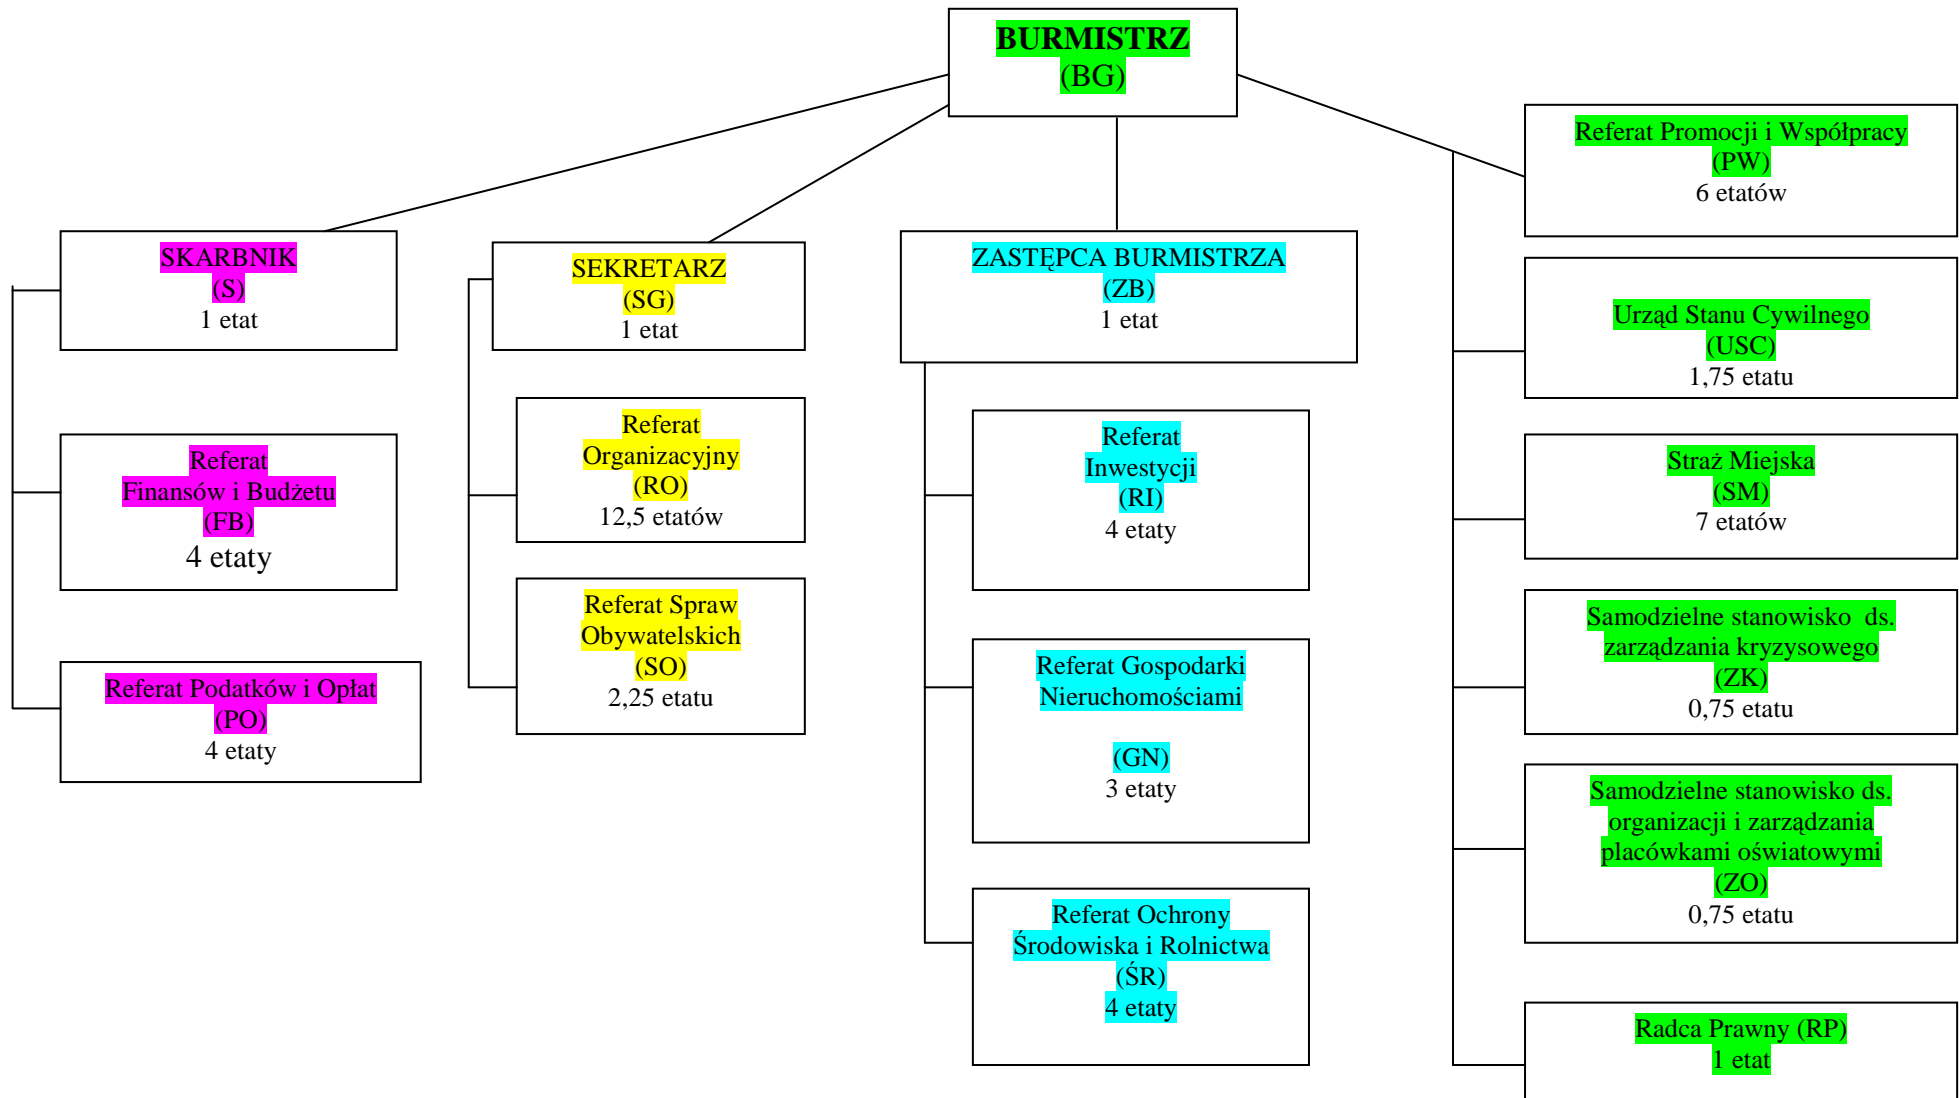 BURMISTRZ
(BG)
Referat Promocji i Współpracy
(PW)
6 etatów
SKARBNIK
(S)
1 etat
SEKRETARZ
(SG)
1 etat
ZASTĘPCA BURMISTRZA
(ZB)
1 etat
Urząd Stanu Cywilnego
(USC)
1,75 etatu
Referat
Finansów i Budżetu
(FB)
4 etaty
Referat
Organizacyjny
(RO)
12,5 etatów
Referat
Inwestycji
(RI)
4 etaty
Straż Miejska
(SM)
7 etatów
Referat Podatków i Opłat
(PO)
4 etaty
Referat Spraw
Obywatelskich
(SO)
2,25 etatu
Referat Gospodarki
Nieruchomościami
(GN)
3 etaty
Samodzielne stanowisko  ds.
zarządzania kryzysowego
(ZK)
0,75 etatu
Samodzielne stanowisko ds.
organizacji i zarządzania
placówkami oświatowymi
(ZO)
0,75 etatu
Referat Ochrony
Środowiska i Rolnictwa
(ŚR)
4 etaty
Radca Prawny (RP)
1 etat